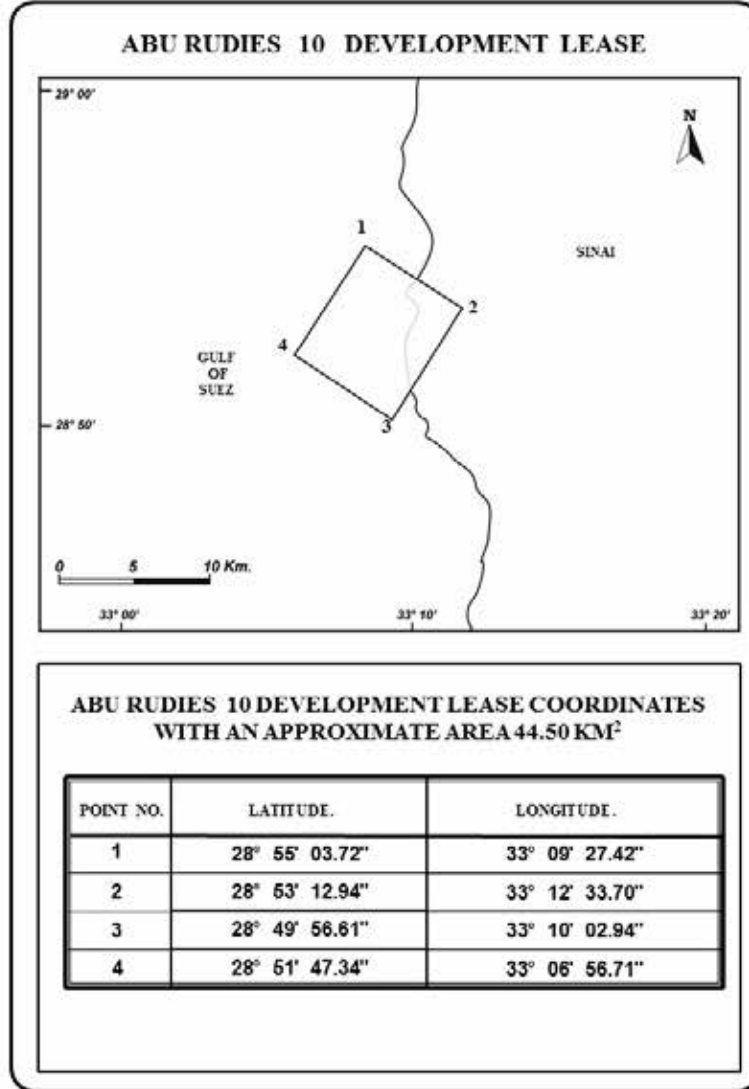 ABU RUDIES 10 DEVELOPMENT LEASE
29° 00'
N
1
SINAI
2
4
GULF
OF
SUEZ
28° 50'
3
0 5 10 Km.
33° 00' 33° 10' 33° 20'
ABU RUDIES 10 DEVELOPMENT LEASE COORDINATES
WITH AN APPROXIMATE AREA 44.50 KM²
POINT NO. LATITUDE. LONGITUDE.
1 28° 55' 03.72" 33° 09' 27.42"
2 28° 53' 12.94" 33° 12' 33.70"
3 28° 49' 56.61" 33° 10' 02.94"
4 28° 51' 47.34" 33° 06' 56.71"